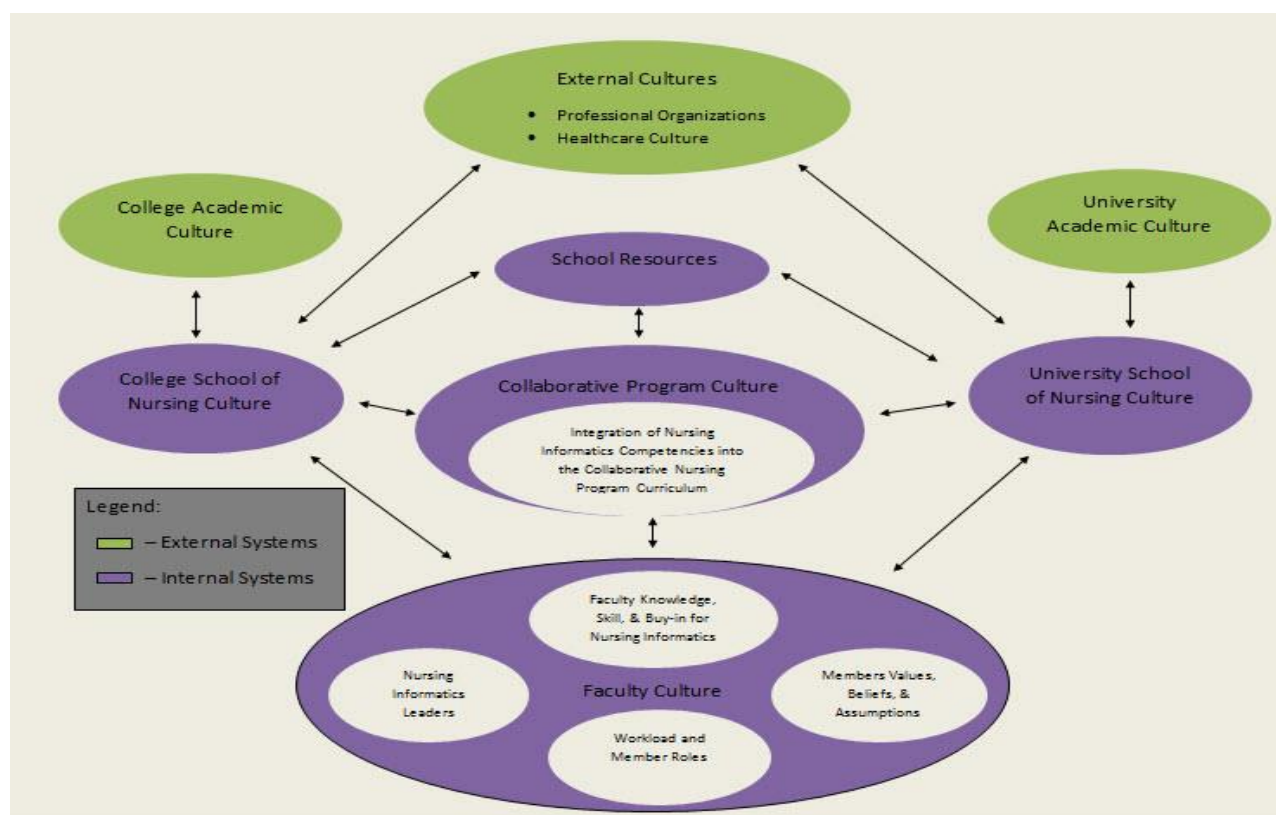 External Cultures
• Professional Organizations
• Healthcare Culture
College Academic
Culture
University
Academic Culture
School Resources
College School of
Nursing Culture
Collaborative Program Culture
University School
of Nursing Culture
Integration of Nursing
Informatics Competencies into
the Collaborative Nursing
Program Curriculum
Legend:
– External Systems
– Internal Systems
Faculty Knowledge,
Skill, & Buy-in for
Nursing Informatics
Nursing
Informatics
Leaders
Faculty Culture
Members Values,
Beliefs, &
Assumptions
Workload and
Member Roles